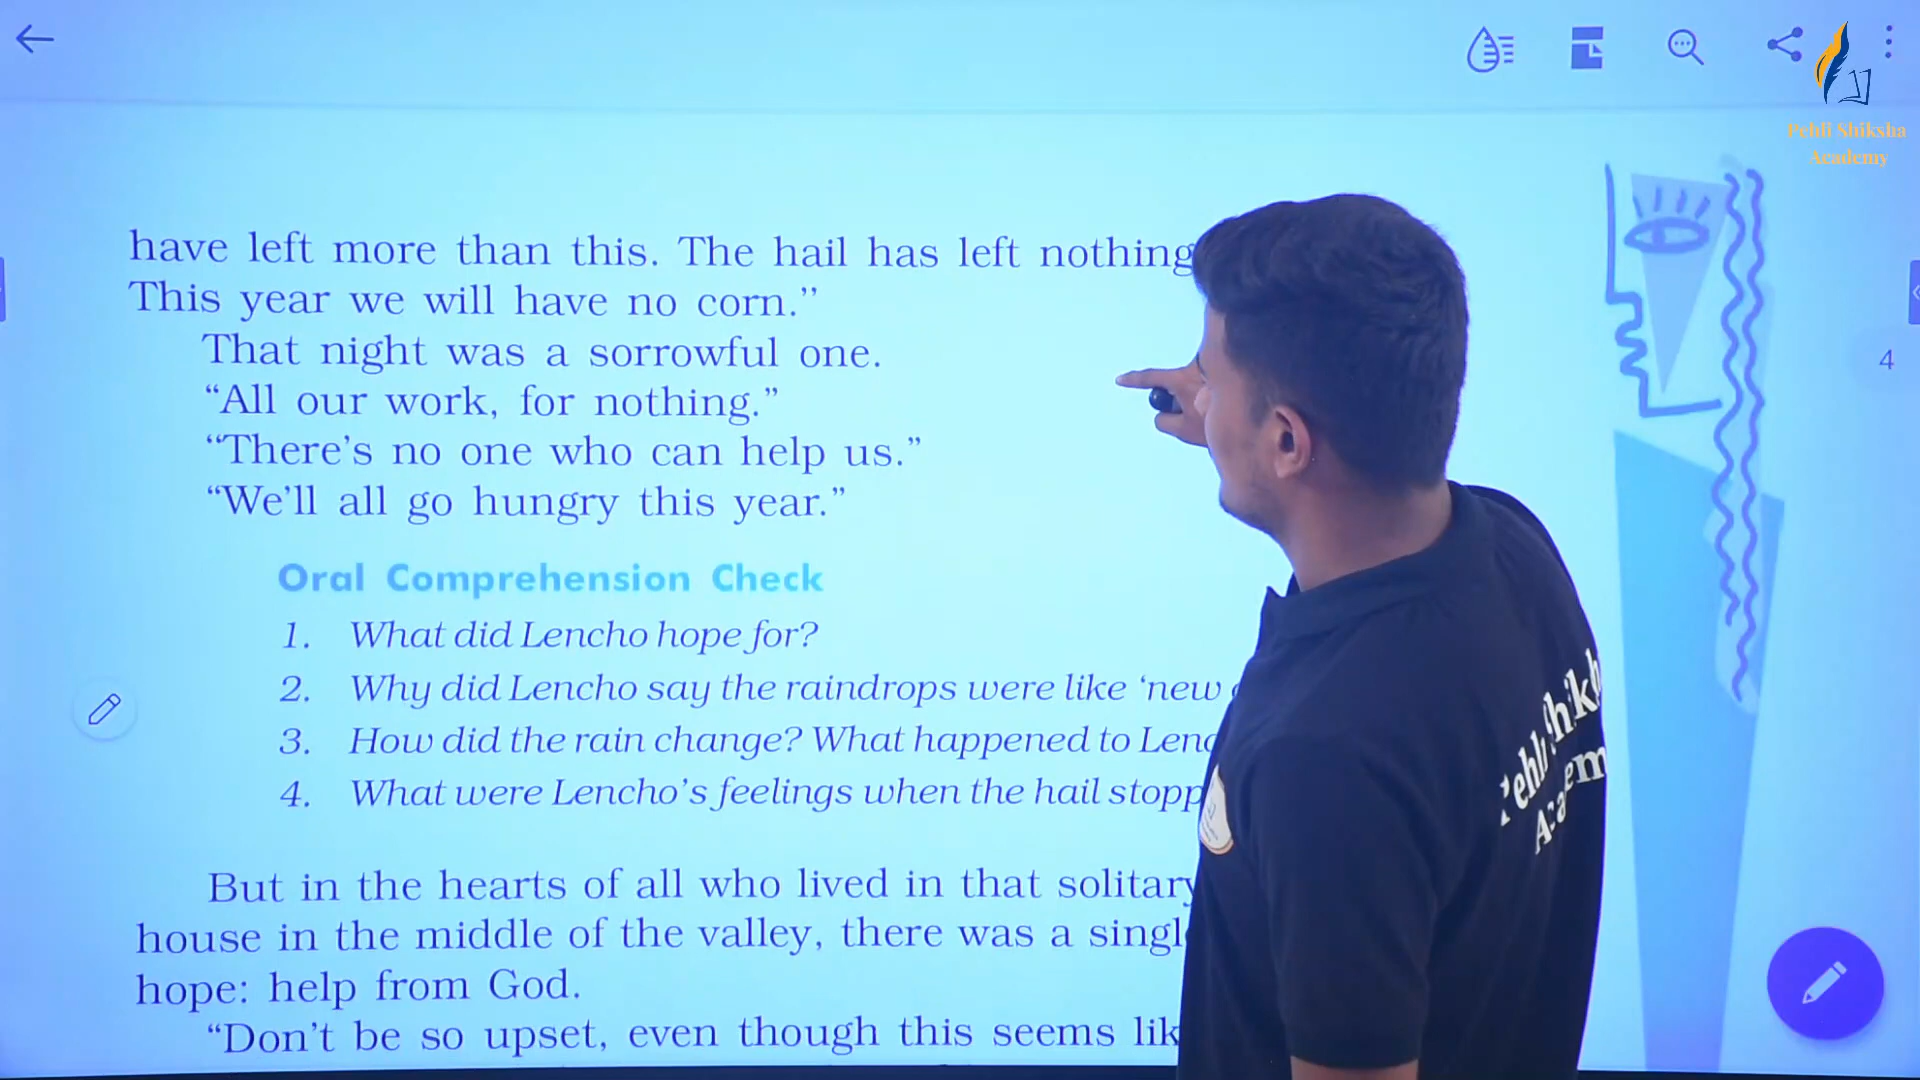 Pehli Shiksha
Academy
have left more than this. The hail has left nothing
This year we will have no corn.”
That night was a sorrowful one.
“All our work, for nothing.”
“There’s no one who can help us.”
“We’ll all go hungry this year.”
4
Oral Comprehension Check
1. What did Lencho hope for?
2. Why did Lencho say the raindrops were like ‘new
3. How did the rain change? What happened to Lenc
4. What were Lencho’s feelings when the hail stopp
But in the hearts of all who lived in that solitary
house in the middle of the valley, there was a singl
hope: help from God.
“Don’t be so upset, even though this seems lik